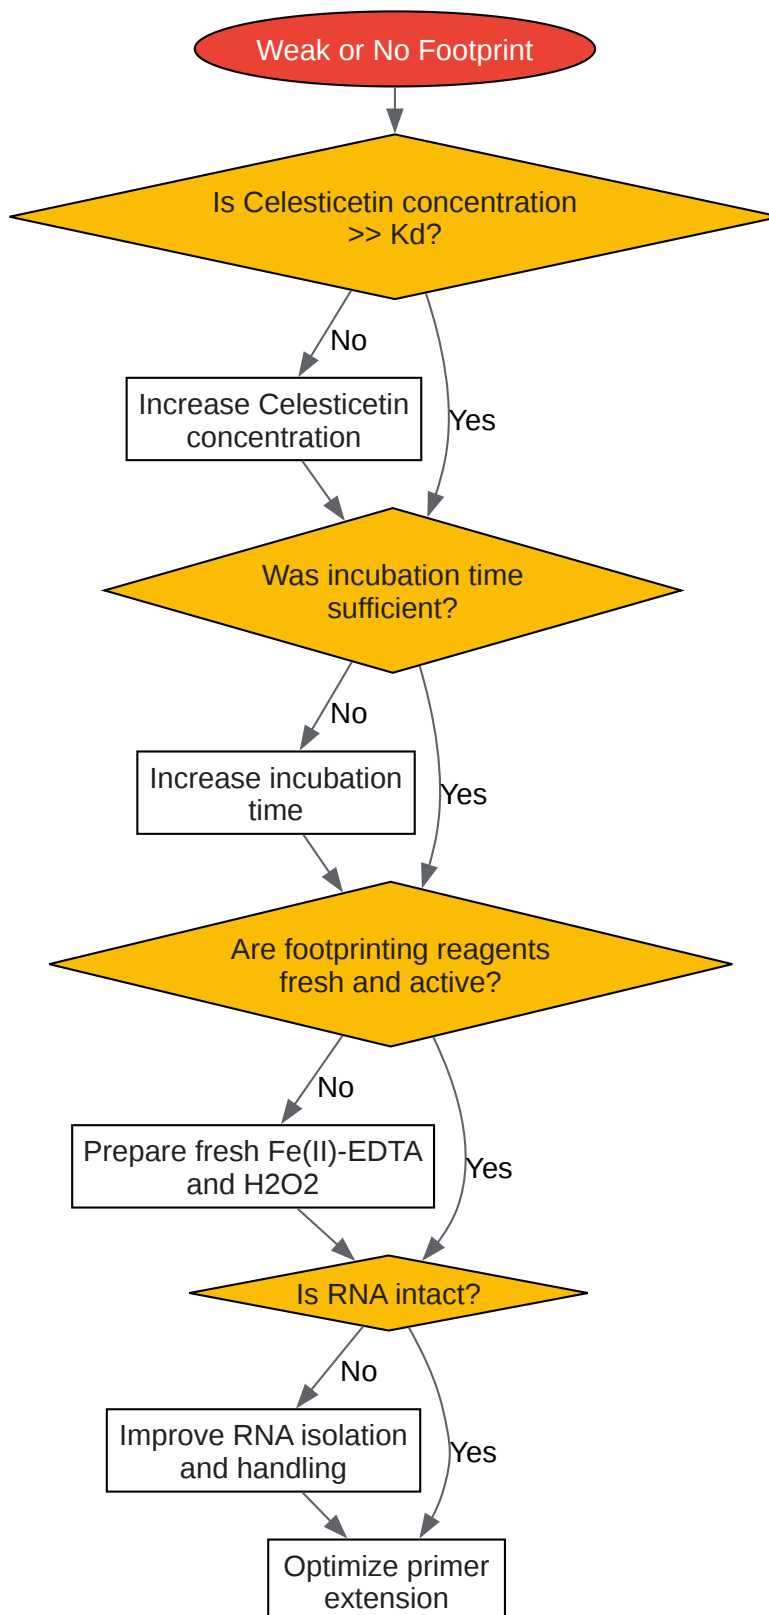 Weak or No Footprint
Is Celesticetin concentration
>> Kd?
No
Increase Celesticetin
concentration
Yes
Was incubation time
sufficient?
No
Increase incubation
time
Yes
Are footprinting reagents
fresh and active?
No
Prepare fresh Fe(II)-EDTA
and H2O2
Yes
Is RNA intact?
No
Improve RNA isolation
and handling
Yes
Optimize primer
extension